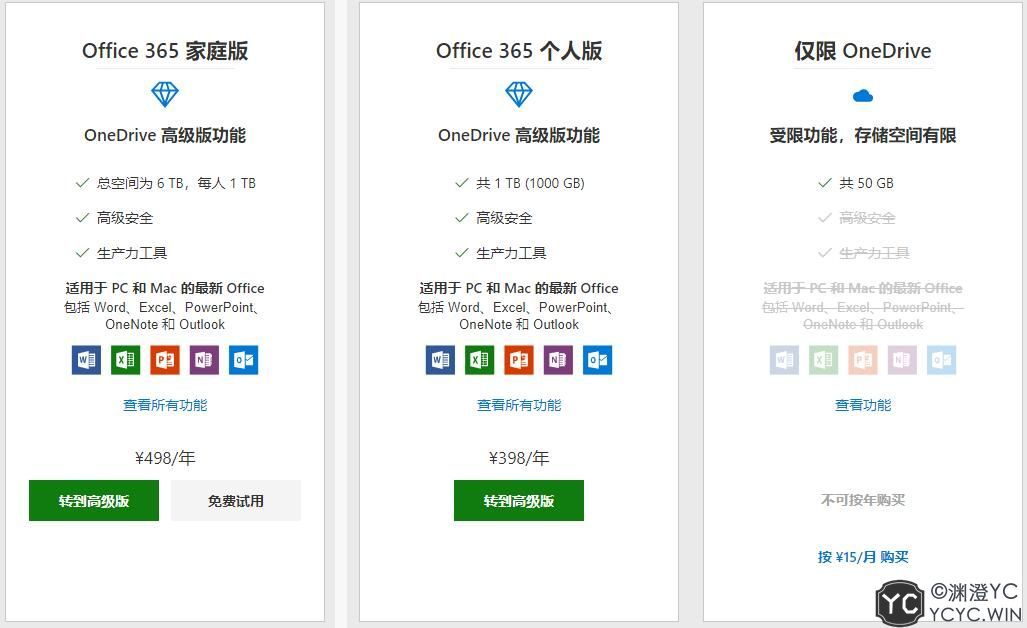 Office 365 家庭版
OneDrive 高级版功能
总空间为 6 TB，每人 1 TB
高级安全
生产力工具
适用于 PC 和 Mac 的最新 Office
包括 Word、Excel、PowerPoint、
OneNote 和 Outlook
W X P N O
查看所有功能
¥498/年
转到高级版 免费试用
Office 365 个人版
OneDrive 高级版功能
共 1 TB (1000 GB)
高级安全
生产力工具
适用于 PC 和 Mac 的最新 Office
包括 Word、Excel、PowerPoint、
OneNote 和 Outlook
W X P N O
查看所有功能
¥398/年
转到高级版
仅限 OneDrive
受限功能，存储空间有限
共 50 GB
高级安全
生产力工具
适用于 PC 和 Mac 的最新 Office
包括 Word、Excel、PowerPoint、
OneNote 和 Outlook
W X P N O
查看功能
不可按年购买
按 ¥15/月 购买
YC ©渊澄YC
YCYC.WIN